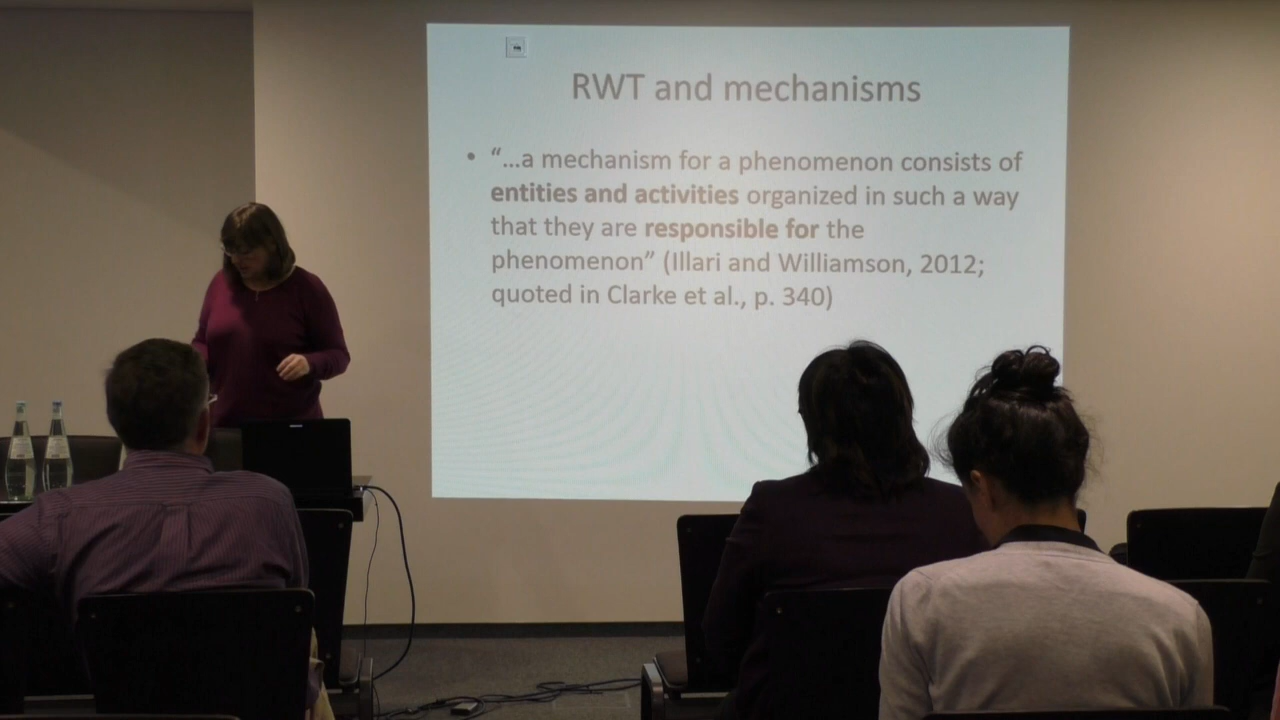 RWT and mechanisms
• “...a mechanism for a phenomenon consists of
entities and activities organized in such a way
that they are responsible for the
phenomenon” (Illari and Williamson, 2012;
quoted in Clarke et al., p. 340)